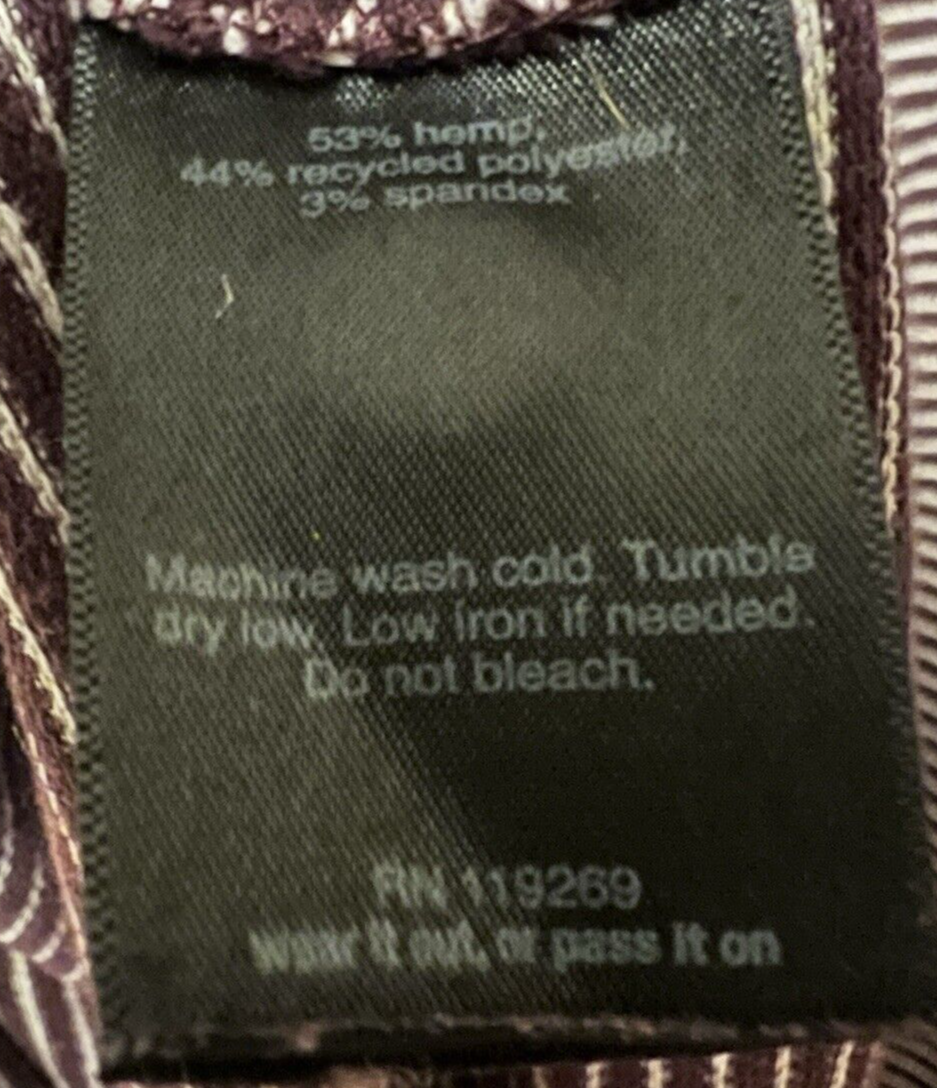 53% hemp,
44% recycled polyester,
3% spandex
Machine wash cold. Tumble
dry low. Low iron if needed.
Do not bleach.
RN 119269
wear it out, or pass it on